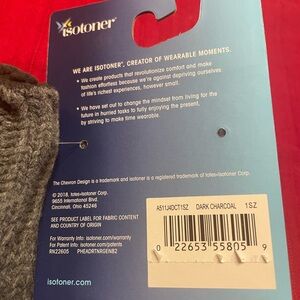 isotoner®
WE ARE ISOTONER®, CREATOR OF WEARABLE MOMENTS.
• We create products that revolutionize comfort and make
fashion effortless because we're against depriving ourselves
of life's richest experiences, however small.
• We have set out to change the mindset from living for the
future in hurried tasks to fully enjoying the present,
by striving to make time wearable.
The Chevron Design is a trademark and isotoner is a registered trademark of totes»Isotoner Corp.
© 2018, totes»Isotoner Corp.
9655 International Blvd.
Cincinnati, Ohio 45246
SEE PRODUCT LABEL FOR FABRIC CONTENT
AND COUNTRY OF ORIGIN
For Warranty Info: isotoner.com/warranty
For Patent Info: isotoner.com/patents
RN22605 PHEADRTNRGENB2
isotoner.com
A511J4DCT1SZ DARK CHARCOAL 1SZ
0 22653 55805 9